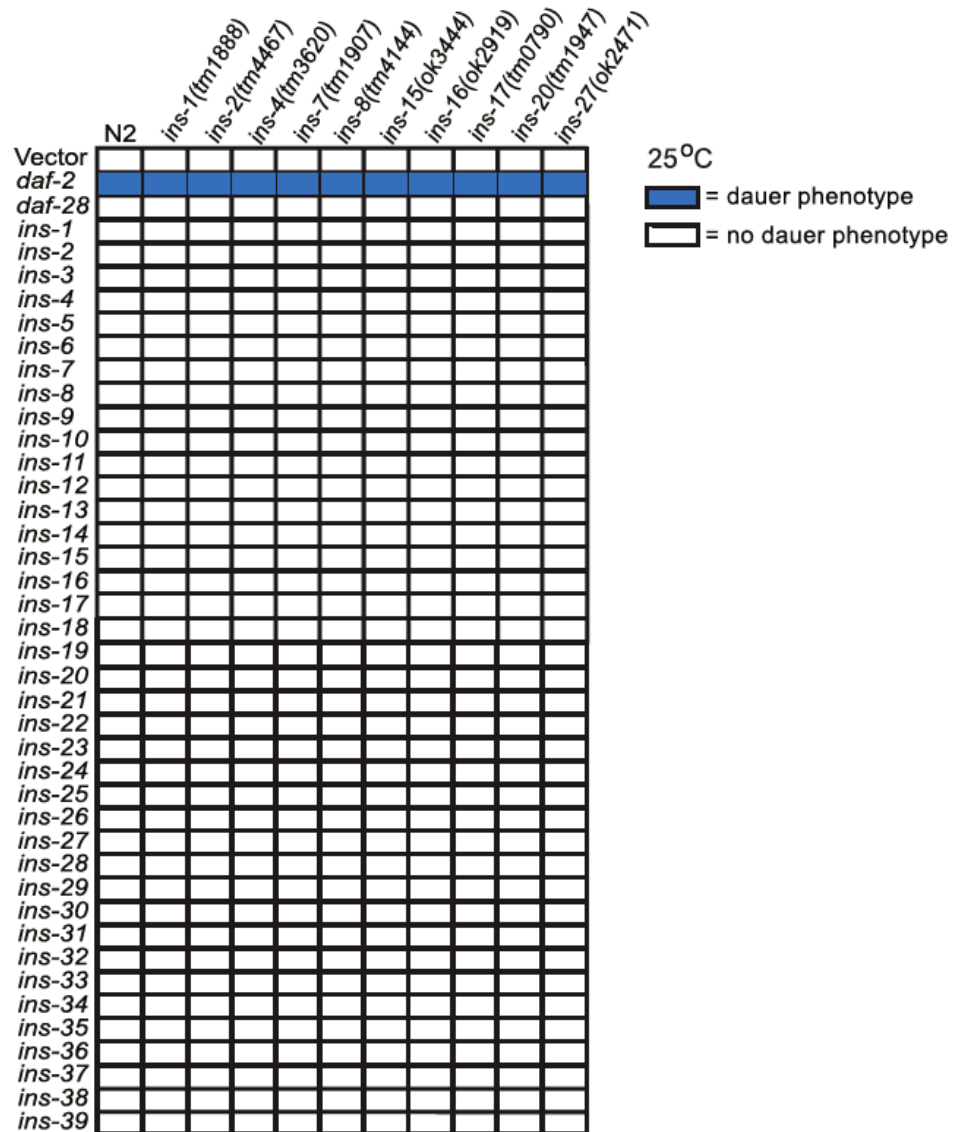 N2 ins-1(tm1888) ins-2(tm4467) ins-4(tm3620) ins-7(tm1907) ins-8(tm4144) ins-15(ok3444) ins-16(ok2919) ins-17(tm0790) ins-20(tm1947) ins-27(ok2471)
Vector
daf-2
daf-28
ins-1
ins-2
ins-3
ins-4
ins-5
ins-6
ins-7
ins-8
ins-9
ins-10
ins-11
ins-12
ins-13
ins-14
ins-15
ins-16
ins-17
ins-18
ins-19
ins-20
ins-21
ins-22
ins-23
ins-24
ins-25
ins-26
ins-27
ins-28
ins-29
ins-30
ins-31
ins-32
ins-33
ins-34
ins-35
ins-36
ins-37
ins-38
ins-39
25°C
= dauer phenotype
= no dauer phenotype